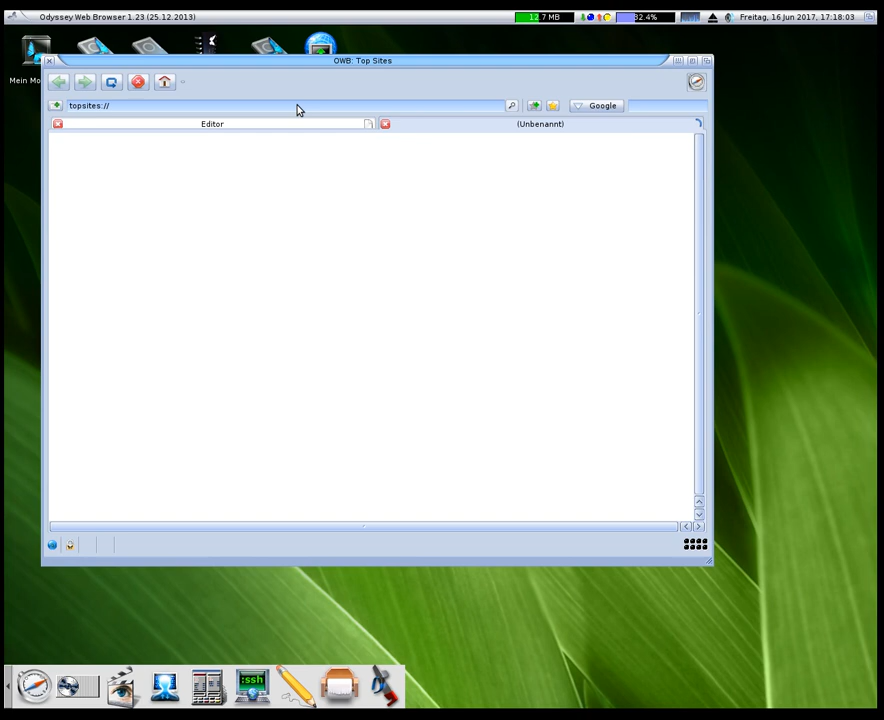 Odyssey Web Browser 1.23 (25.12.2013)
12.7 MB
32.4%
Freitag, 16 Jun 2017, 17:18:03
Mein Mo
OWB: Top Sites
topsites://
Google
Editor
(Unbenannt)
:ssh